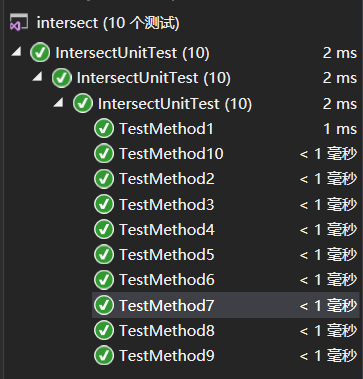 intersect (10 个测试)
IntersectUnitTest (10) 2 ms
IntersectUnitTest (10) 2 ms
IntersectUnitTest (10) 2 ms
TestMethod1 1 ms
TestMethod10 < 1 毫秒
TestMethod2 < 1 毫秒
TestMethod3 < 1 毫秒
TestMethod4 < 1 毫秒
TestMethod5 < 1 毫秒
TestMethod6 < 1 毫秒
TestMethod7 < 1 毫秒
TestMethod8 < 1 毫秒
TestMethod9 < 1 毫秒